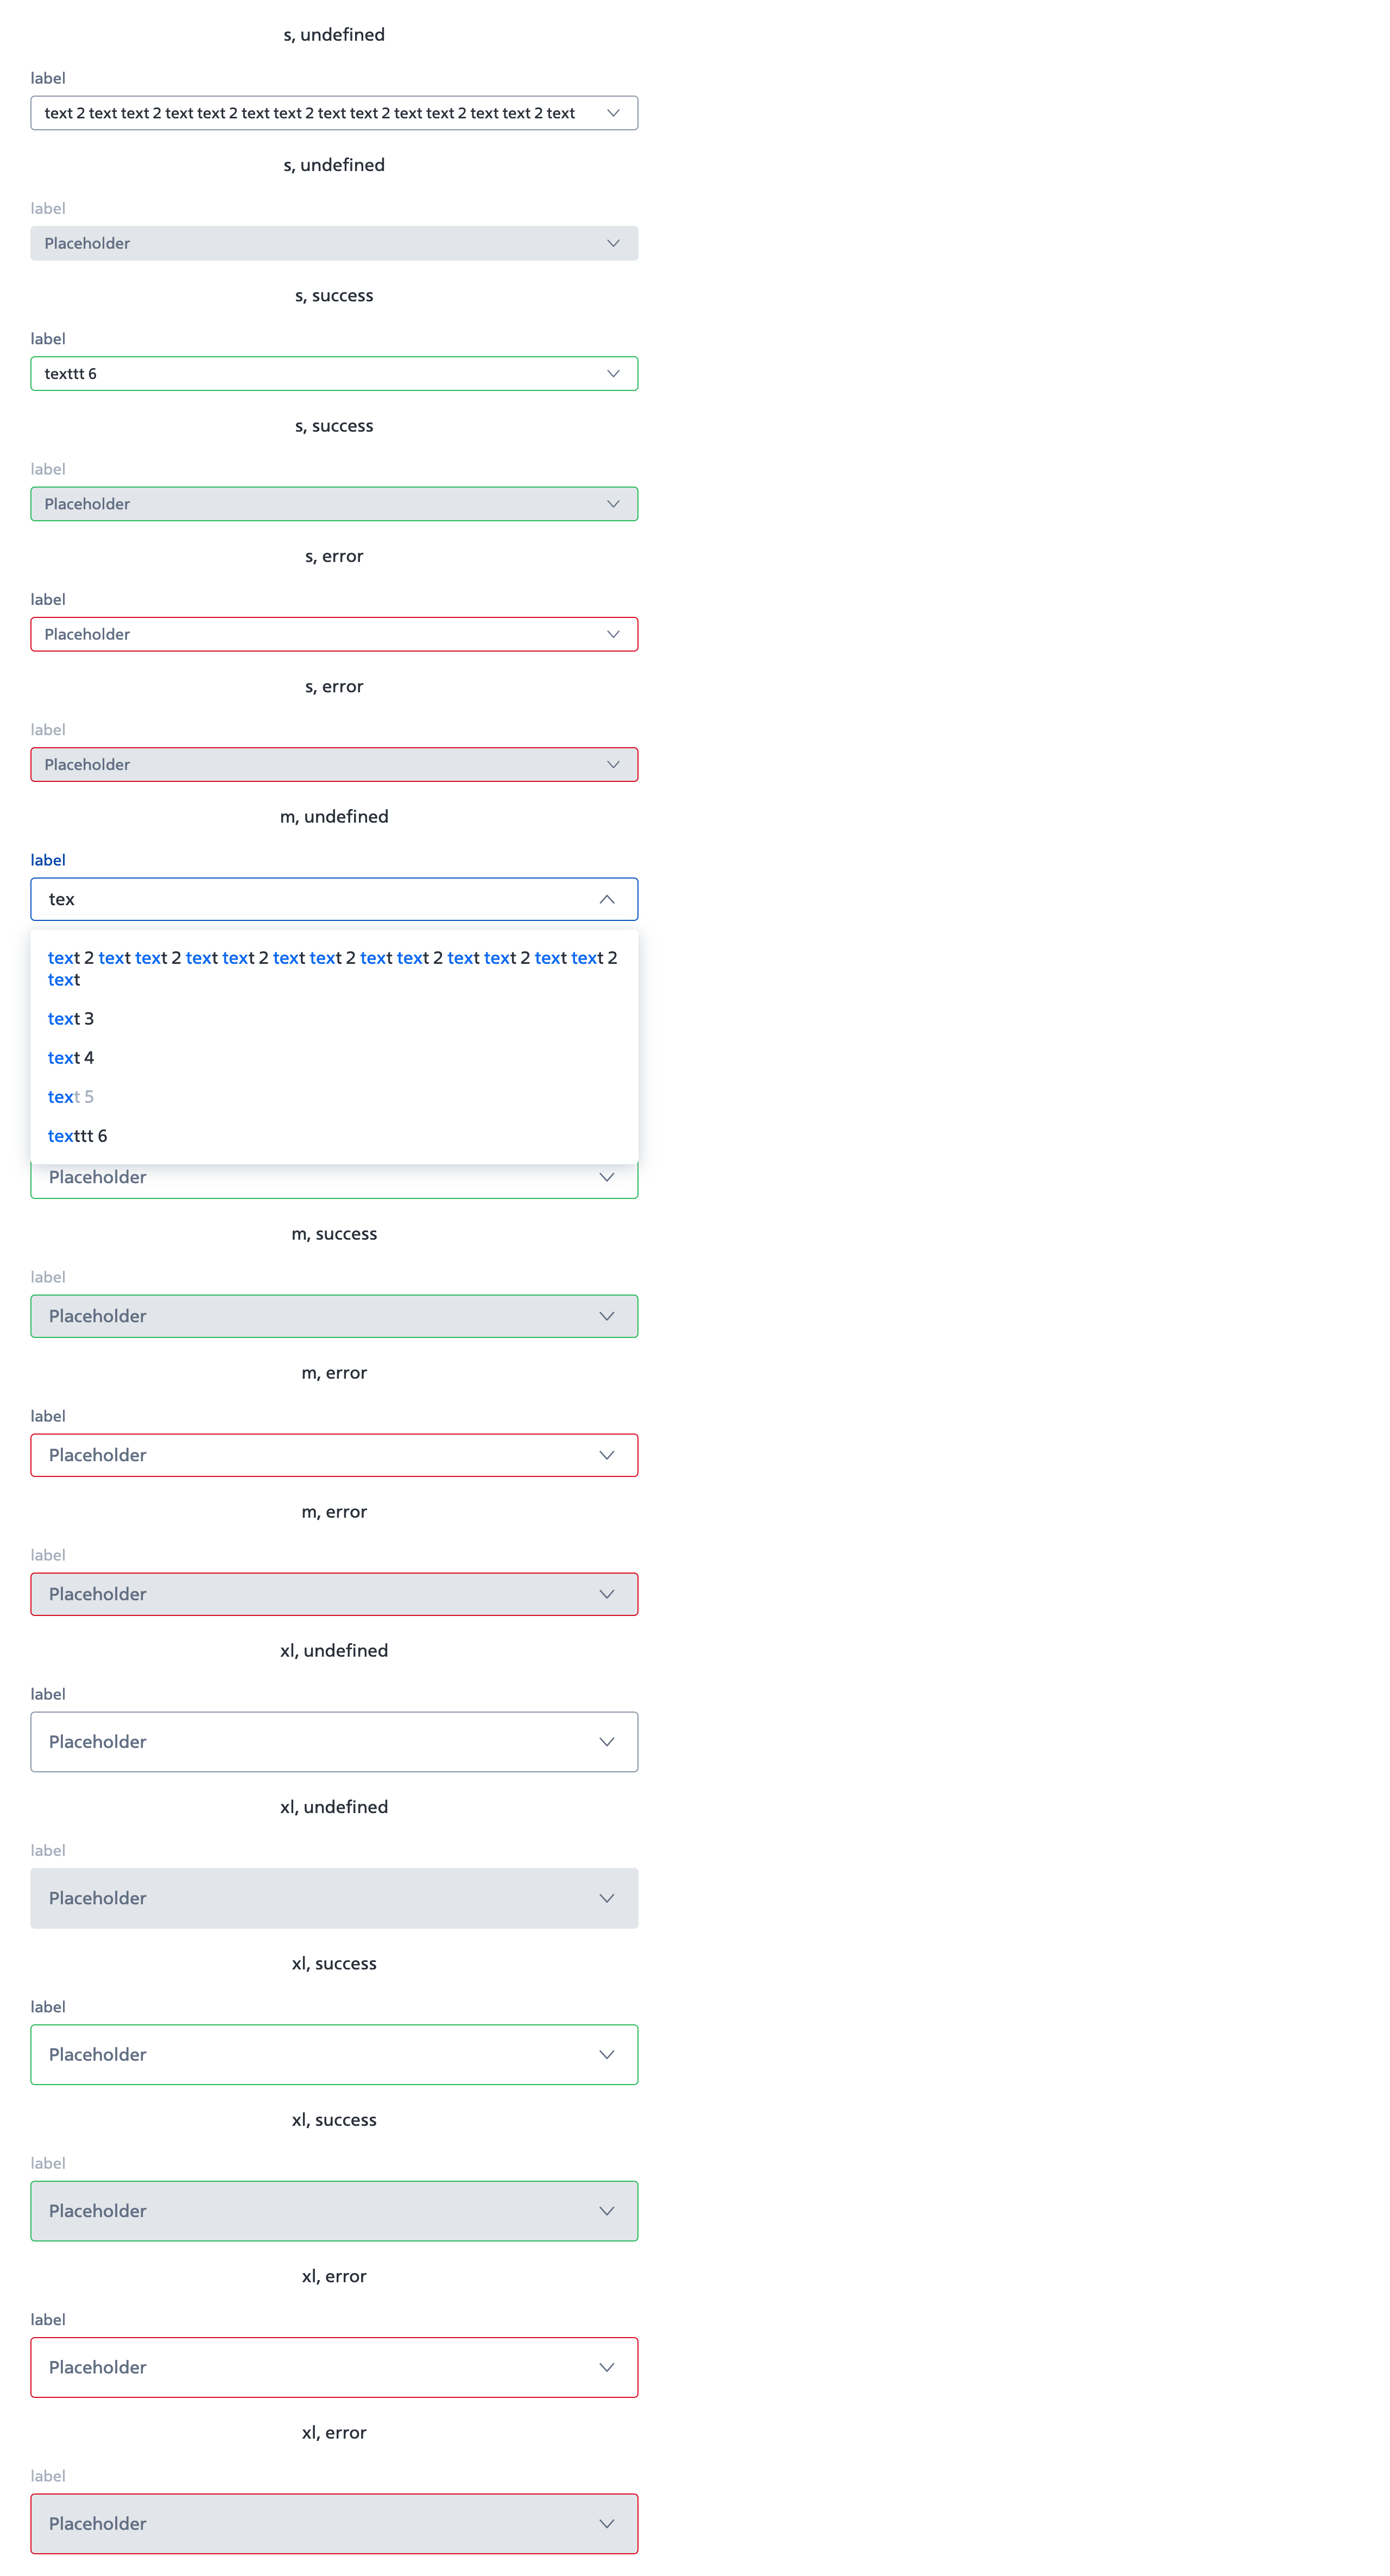 s, undefined
label
text 2 text text 2 text text 2 text text 2 text text 2 text text 2 text text 2 text
s, undefined
label
Placeholder
s, success
label
texttt 6
s, success
label
Placeholder
s, error
label
Placeholder
s, error
label
Placeholder
m, undefined
label
tex
text 2 text text 2 text text 2 text text 2 text text 2 text text 2 text text 2
text
text 3
text 4
text 5
texttt 6
Placeholder
m, success
label
Placeholder
m, error
label
Placeholder
m, error
label
Placeholder
xl, undefined
label
Placeholder
xl, undefined
label
Placeholder
xl, success
label
Placeholder
xl, success
label
Placeholder
xl, error
label
Placeholder
xl, error
label
Placeholder